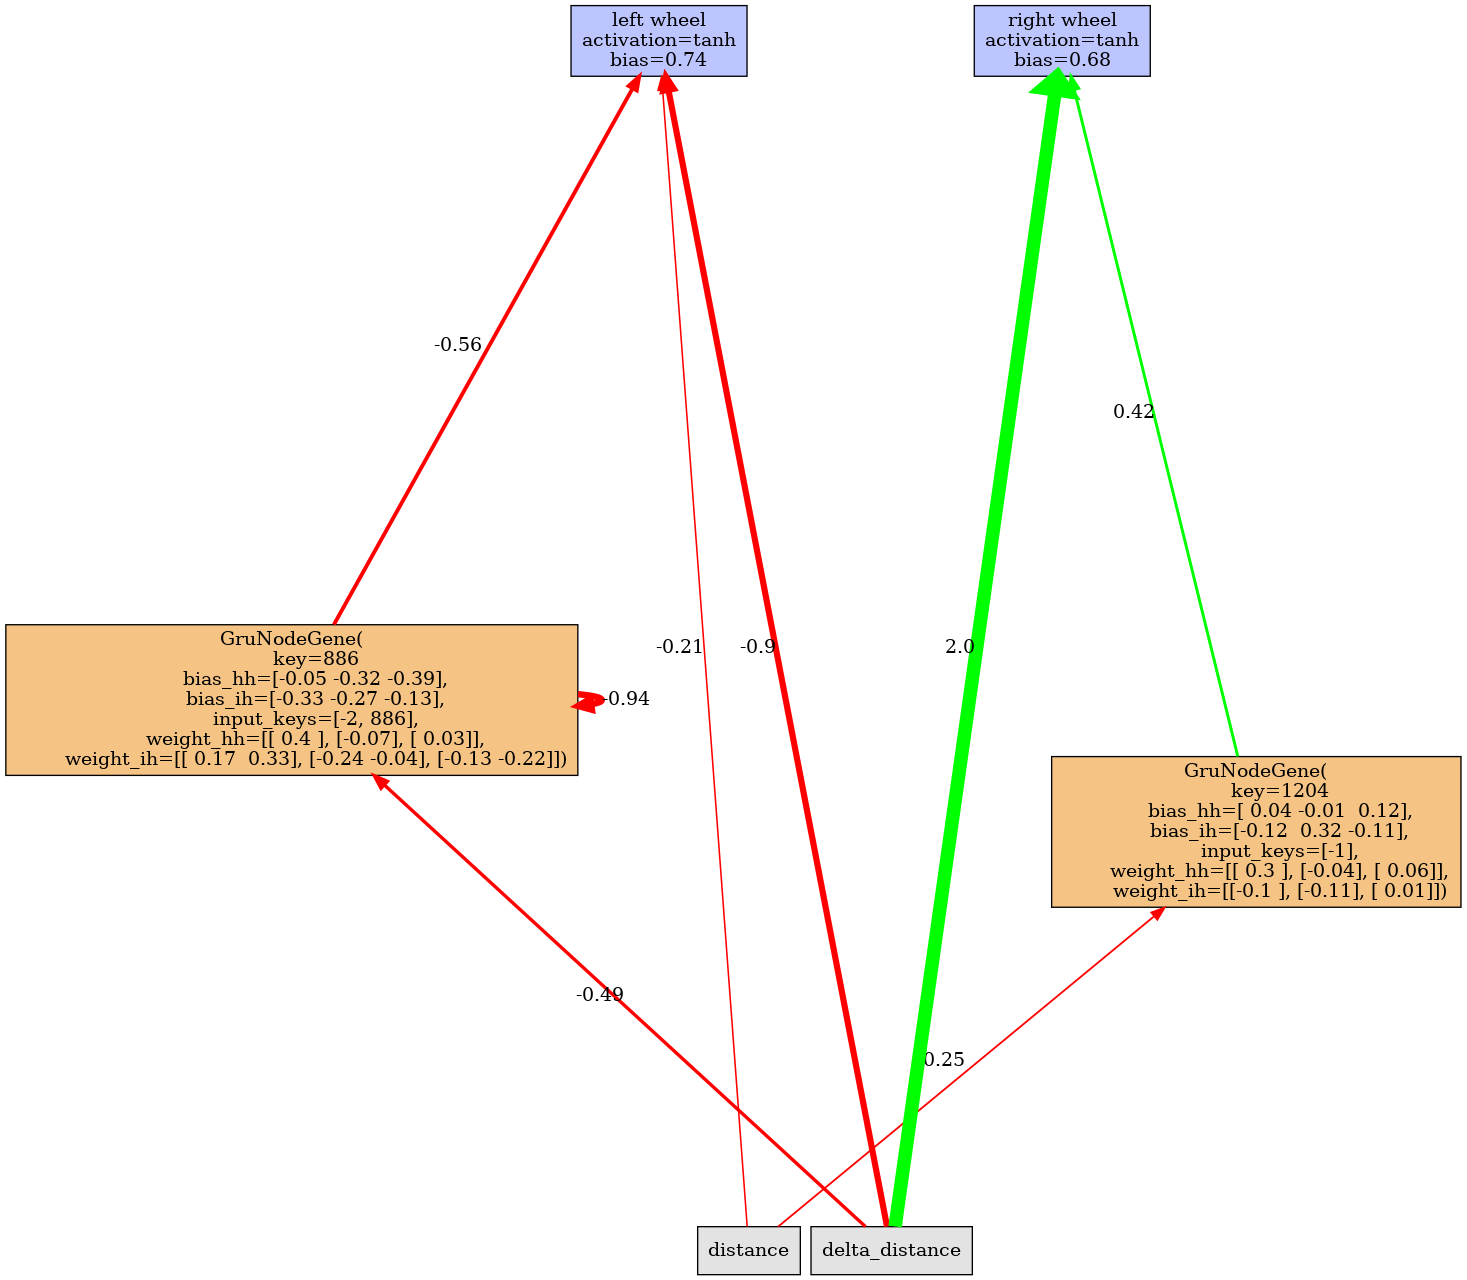 left wheel
activation=tanh
bias=0.74
right wheel
activation=tanh
bias=0.68
-0.56
0.42
GruNodeGene(
key=886
bias_hh=[-0.05 -0.32 -0.39],
bias_ih=[-0.33 -0.27 -0.13],
input_keys=[-2, 886],
weight_hh=[[ 0.4 ], [-0.07], [ 0.03]],
weight_ih=[[ 0.17  0.33], [-0.24 -0.04], [-0.13 -0.22]])
-0.94
-0.21
-0.9
2.0
GruNodeGene(
key=1204
bias_hh=[ 0.04 -0.01  0.12],
bias_ih=[-0.12  0.32 -0.11],
input_keys=[-1],
weight_hh=[[ 0.3 ], [-0.04], [ 0.06]],
weight_ih=[[-0.1 ], [-0.11], [ 0.01]])
-0.49
0.25
distance
delta_distance